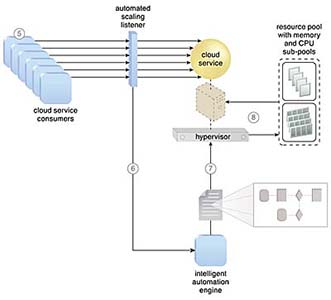 automated
scaling
listener
resource pool
with memory
and CPU
sub-pools
5
cloud
service
cloud service
consumers
8
hypervisor
6
7
intelligent
automation
engine